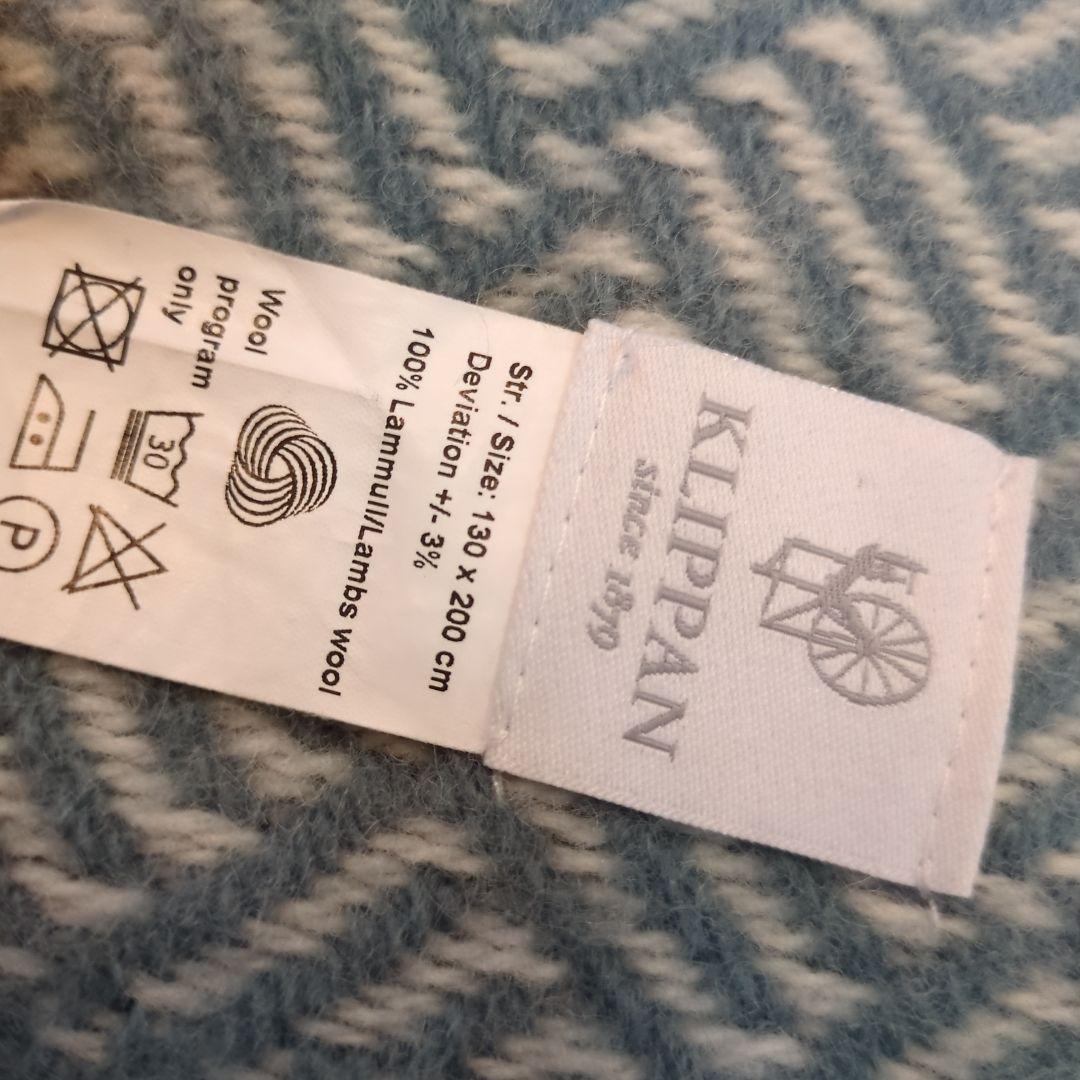 KLIPPAN
since 1879
Str. / Size: 130 x 200 cm
Deviation +/- 3%
100% Lammull/Lambs wool
Wool
program
only
30
P